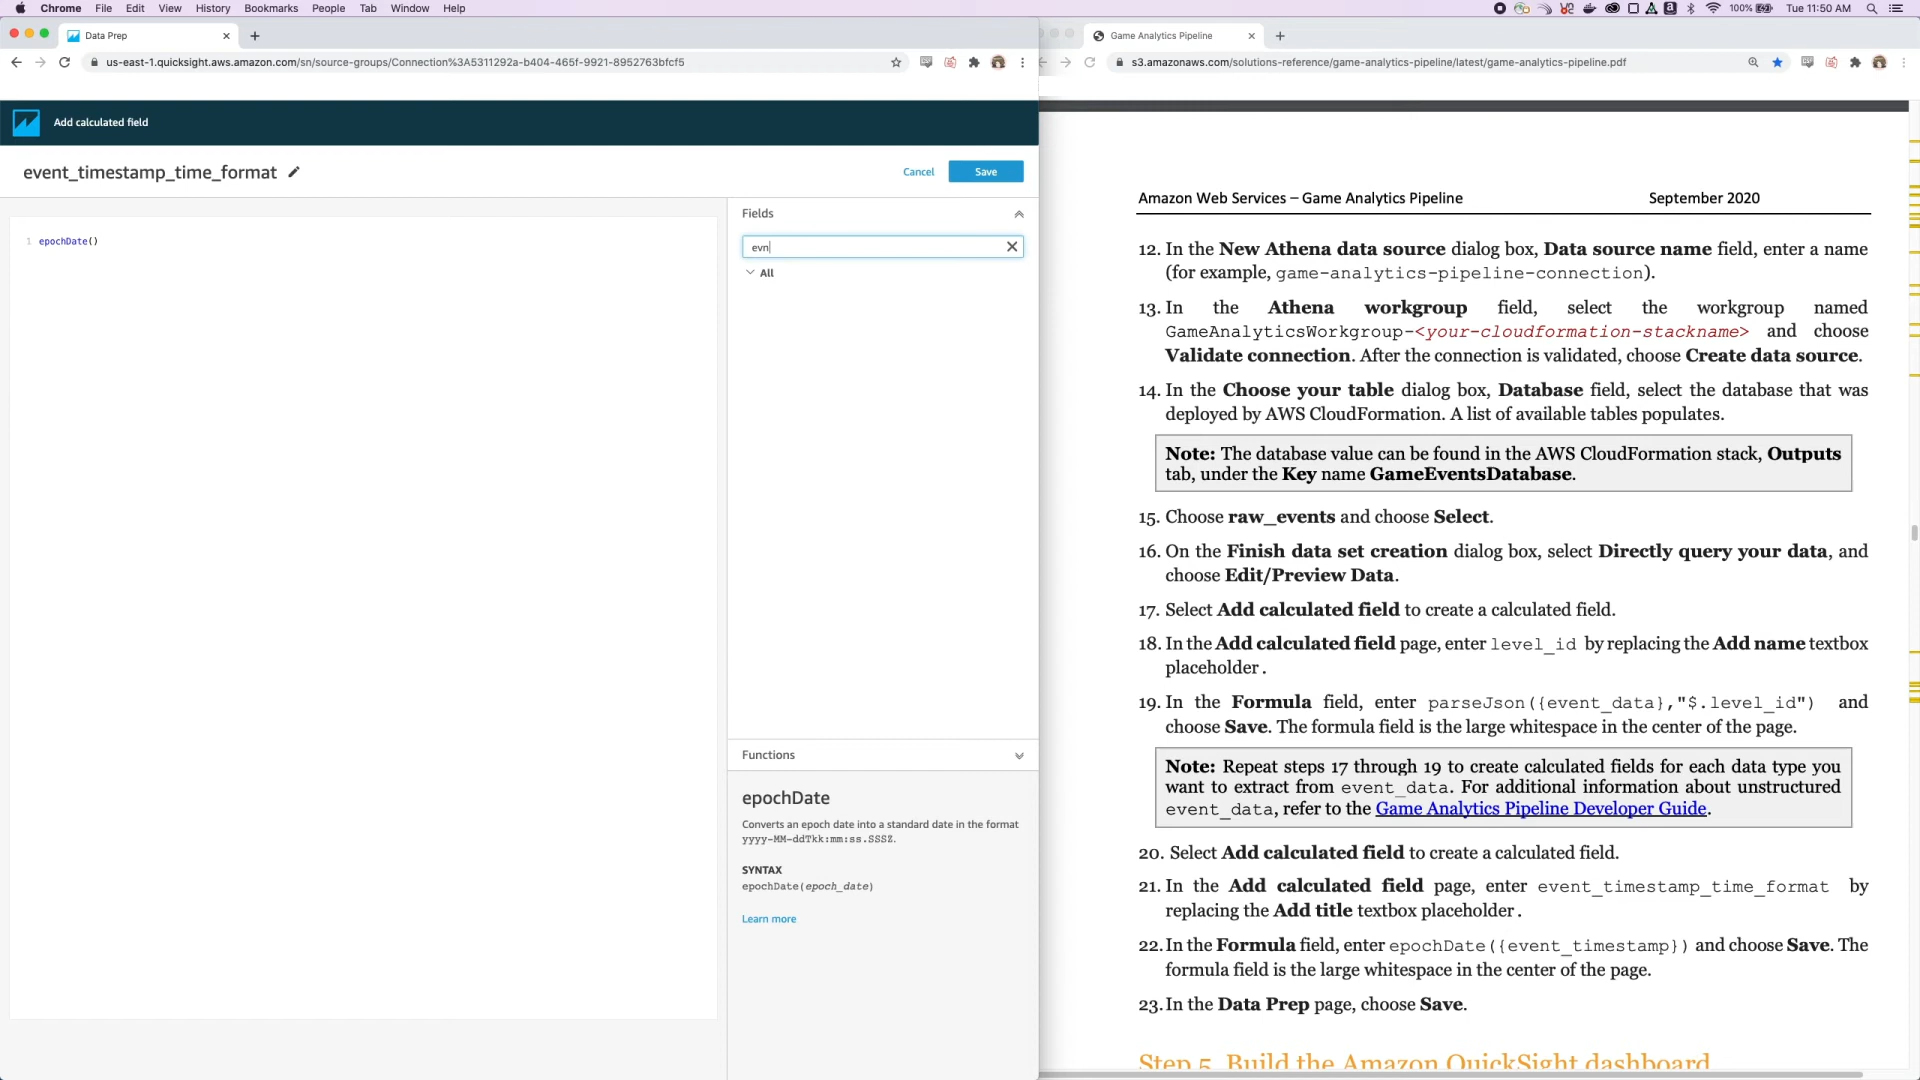 Chrome File Edit View History Bookmarks People Tab Window Help
100% Tue 11:50 AM
Data Prep
us-east-1.quicksight.aws.amazon.com/sn/source-groups/Connection%3A5311292a-b404-465f-9921-8952763bfcf5
Add calculated field
event_timestamp_time_format
Cancel Save
1 epochDate()
Fields
evn
All
Functions
epochDate
Converts an epoch date into a standard date in the format
yyyy-MM-ddTkk:mm:ss.SSSZ.
SYNTAX
epochDate(epoch_date)
Learn more
Game Analytics Pipeline
s3.amazonaws.com/solutions-reference/game-analytics-pipeline/latest/game-analytics-pipeline.pdf
Amazon Web Services – Game Analytics Pipeline September 2020
12. In the New Athena data source dialog box, Data source name field, enter a name
(for example, game-analytics-pipeline-connection).
13. In the Athena workgroup field, select the workgroup named
GameAnalyticsWorkgroup-<your-cloudformation-stackname> and choose
Validate connection. After the connection is validated, choose Create data source.
14. In the Choose your table dialog box, Database field, select the database that was
deployed by AWS CloudFormation. A list of available tables populates.
Note: The database value can be found in the AWS CloudFormation stack, Outputs
tab, under the Key name GameEventsDatabase.
15. Choose raw_events and choose Select.
16. On the Finish data set creation dialog box, select Directly query your data, and
choose Edit/Preview Data.
17. Select Add calculated field to create a calculated field.
18. In the Add calculated field page, enter level_id by replacing the Add name textbox
placeholder.
19. In the Formula field, enter parseJson({event_data},"$.level_id") and
choose Save. The formula field is the large whitespace in the center of the page.
Note: Repeat steps 17 through 19 to create calculated fields for each data type you
want to extract from event_data. For additional information about unstructured
event_data, refer to the Game Analytics Pipeline Developer Guide.
20. Select Add calculated field to create a calculated field.
21. In the Add calculated field page, enter event_timestamp_time_format by
replacing the Add title textbox placeholder.
22. In the Formula field, enter epochDate({event_timestamp}) and choose Save. The
formula field is the large whitespace in the center of the page.
23. In the Data Prep page, choose Save.
Step 5. Build the Amazon QuickSight dashboard